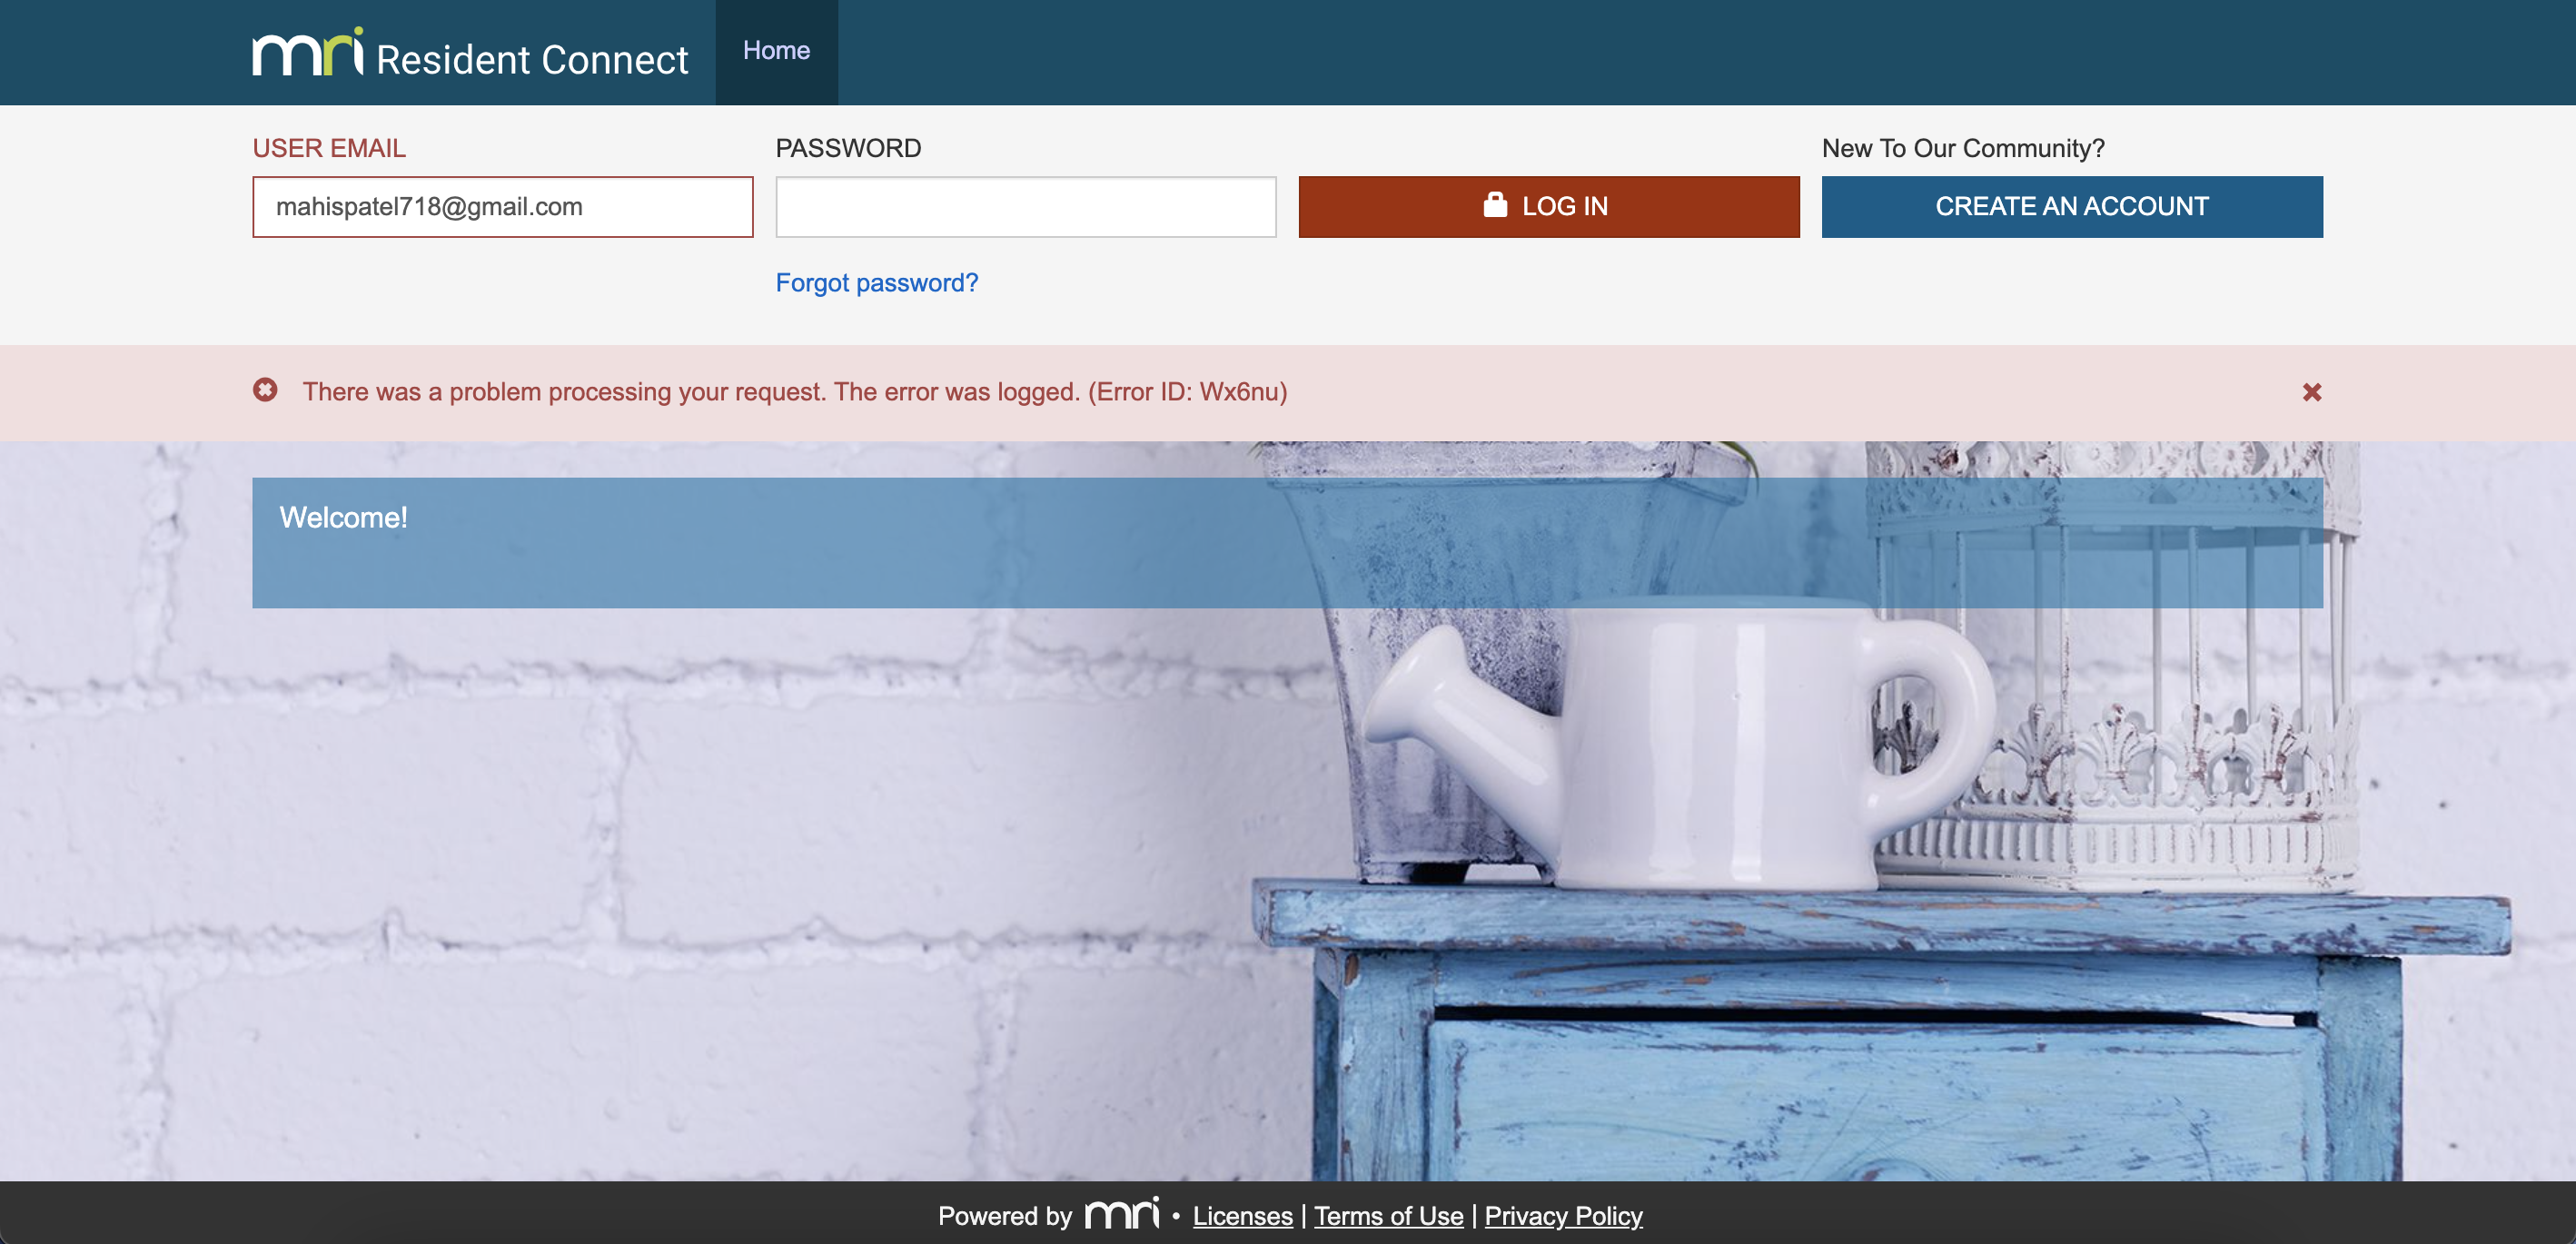 mri Resident Connect
Home
USER EMAIL
PASSWORD
New To Our Community?
mahispatel718@gmail.com
LOG IN
CREATE AN ACCOUNT
Forgot password?
There was a problem processing your request. The error was logged. (Error ID: Wx6nu)
Welcome!
Powered by mri • Licenses | Terms of Use | Privacy Policy